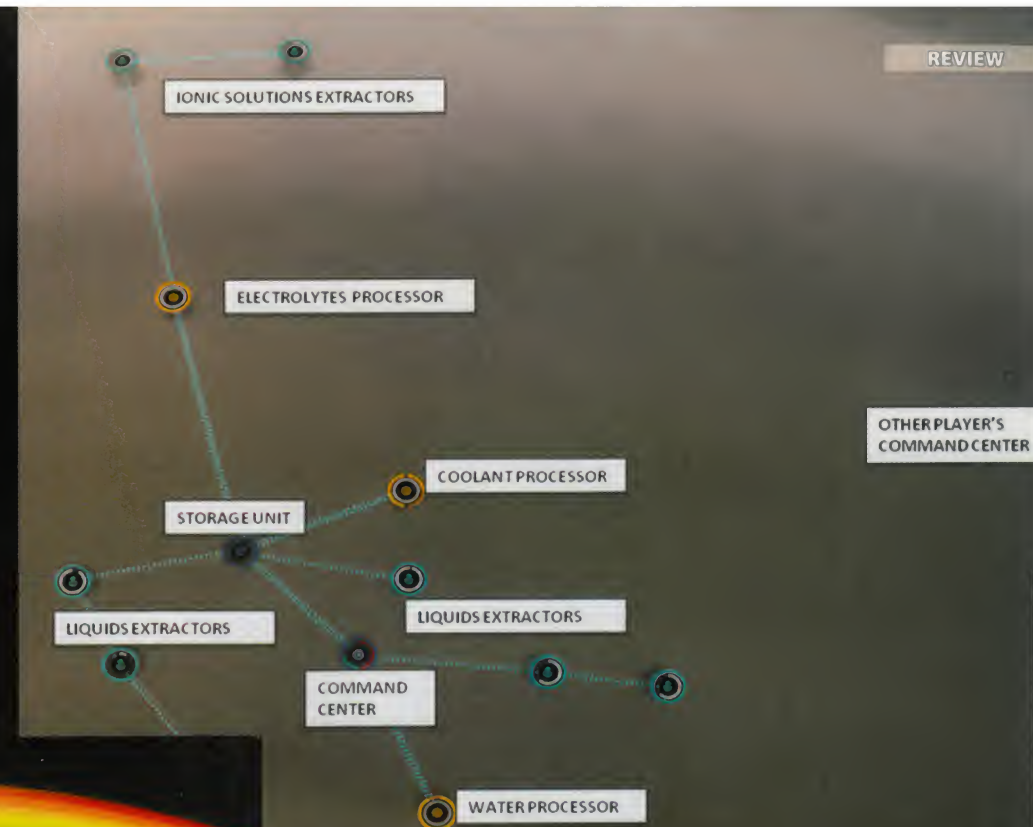 REVIEW
IONIC SOLUTIONS EXTRACTORS
ELECTROLYTES PROCESSOR
OTHER PLAYER'S
COMMAND CENTER
COOLANT PROCESSOR
STORAGE UNIT
LIQUIDS EXTRACTORS
LIQUIDS EXTRACTORS
COMMAND
CENTER
WATER PROCESSOR